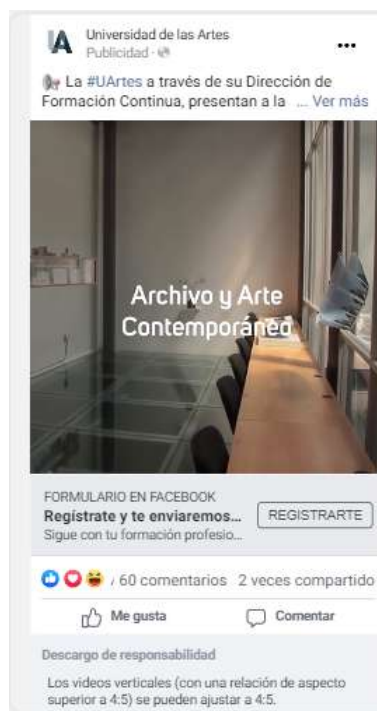 Universidad de las Artes
Publicidad ·
La #UArtes a través de su Dirección de
Formación Continua, presentan a la ... Ver más
Archivo y Arte
Contemporáneo
FORMULARIO EN FACEBOOK
Regístrate y te enviaremos...
REGISTRARTE
Sigue con tu formación profesio...
60 comentarios 2 veces compartido
Me gusta Comentar
Descargo de responsabilidad
Los videos verticales (con una relación de aspecto
superior a 4:5) se pueden ajustar a 4:5.